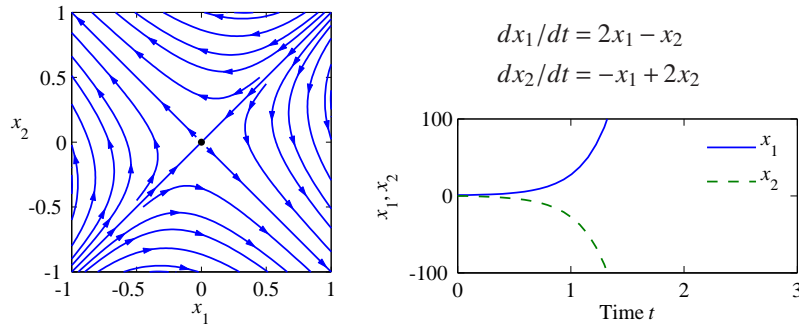 1
0.5
x2
0
-0.5
-1
-1 -0.5 0 0.5 1
x1
dx1/dt = 2x1 − x2
dx2/dt = −x1 + 2x2
100
x1, x2
0
-100
x1
x2
0 1 2 3
Time t